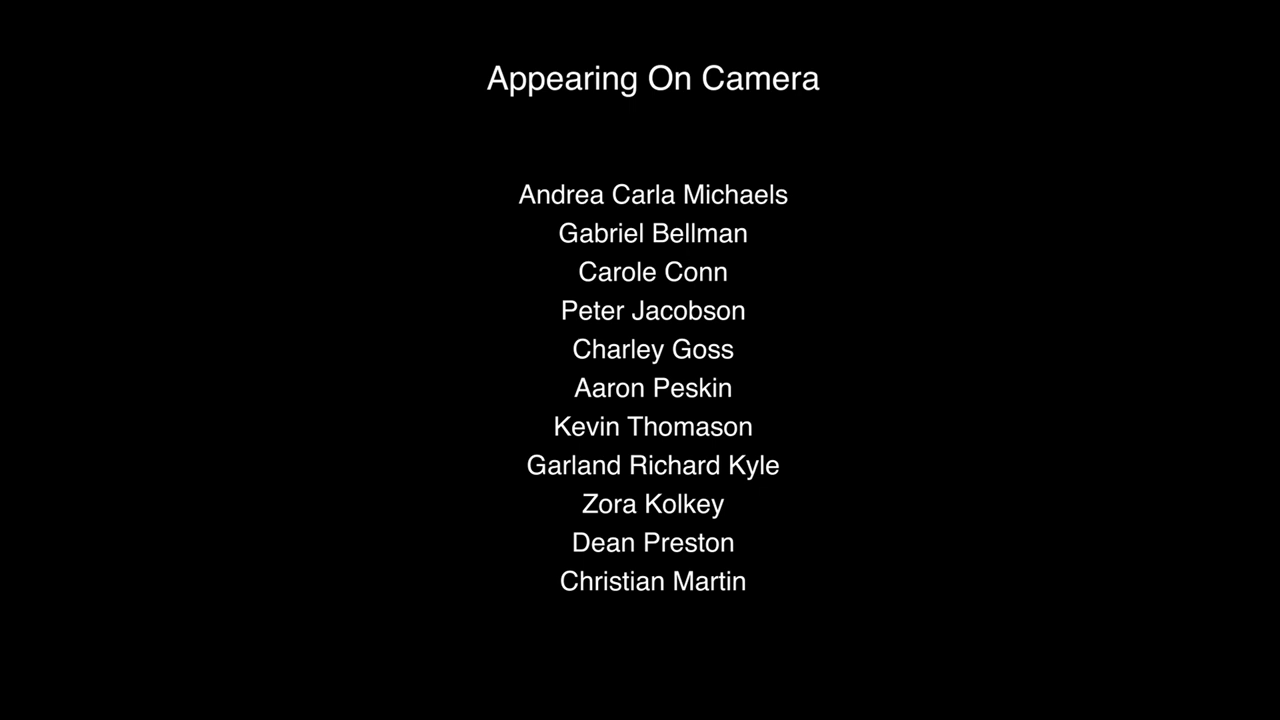 Appearing On Camera
Andrea Carla Michaels
Gabriel Bellman
Carole Conn
Peter Jacobson
Charley Goss
Aaron Peskin
Kevin Thomason
Garland Richard Kyle
Zora Kolkey
Dean Preston
Christian Martin